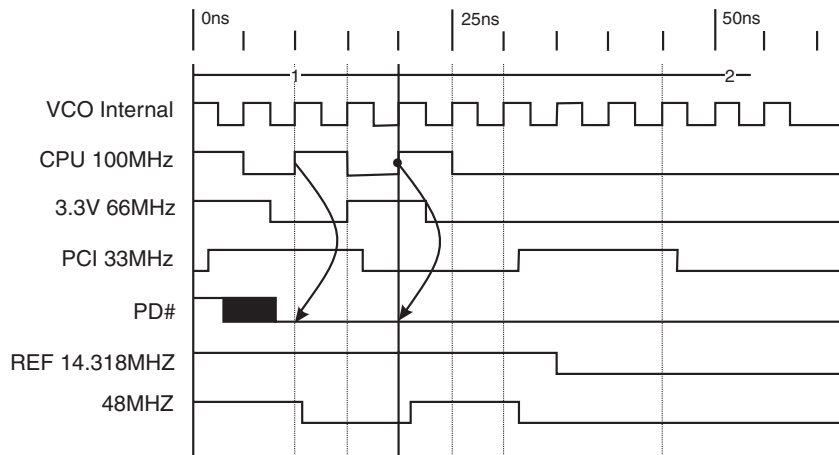 0ns 25ns 50ns
1 2
VCO Internal
CPU 100MHz
3.3V 66MHz
PCI 33MHz
PD#
REF 14.318MHZ
48MHZ